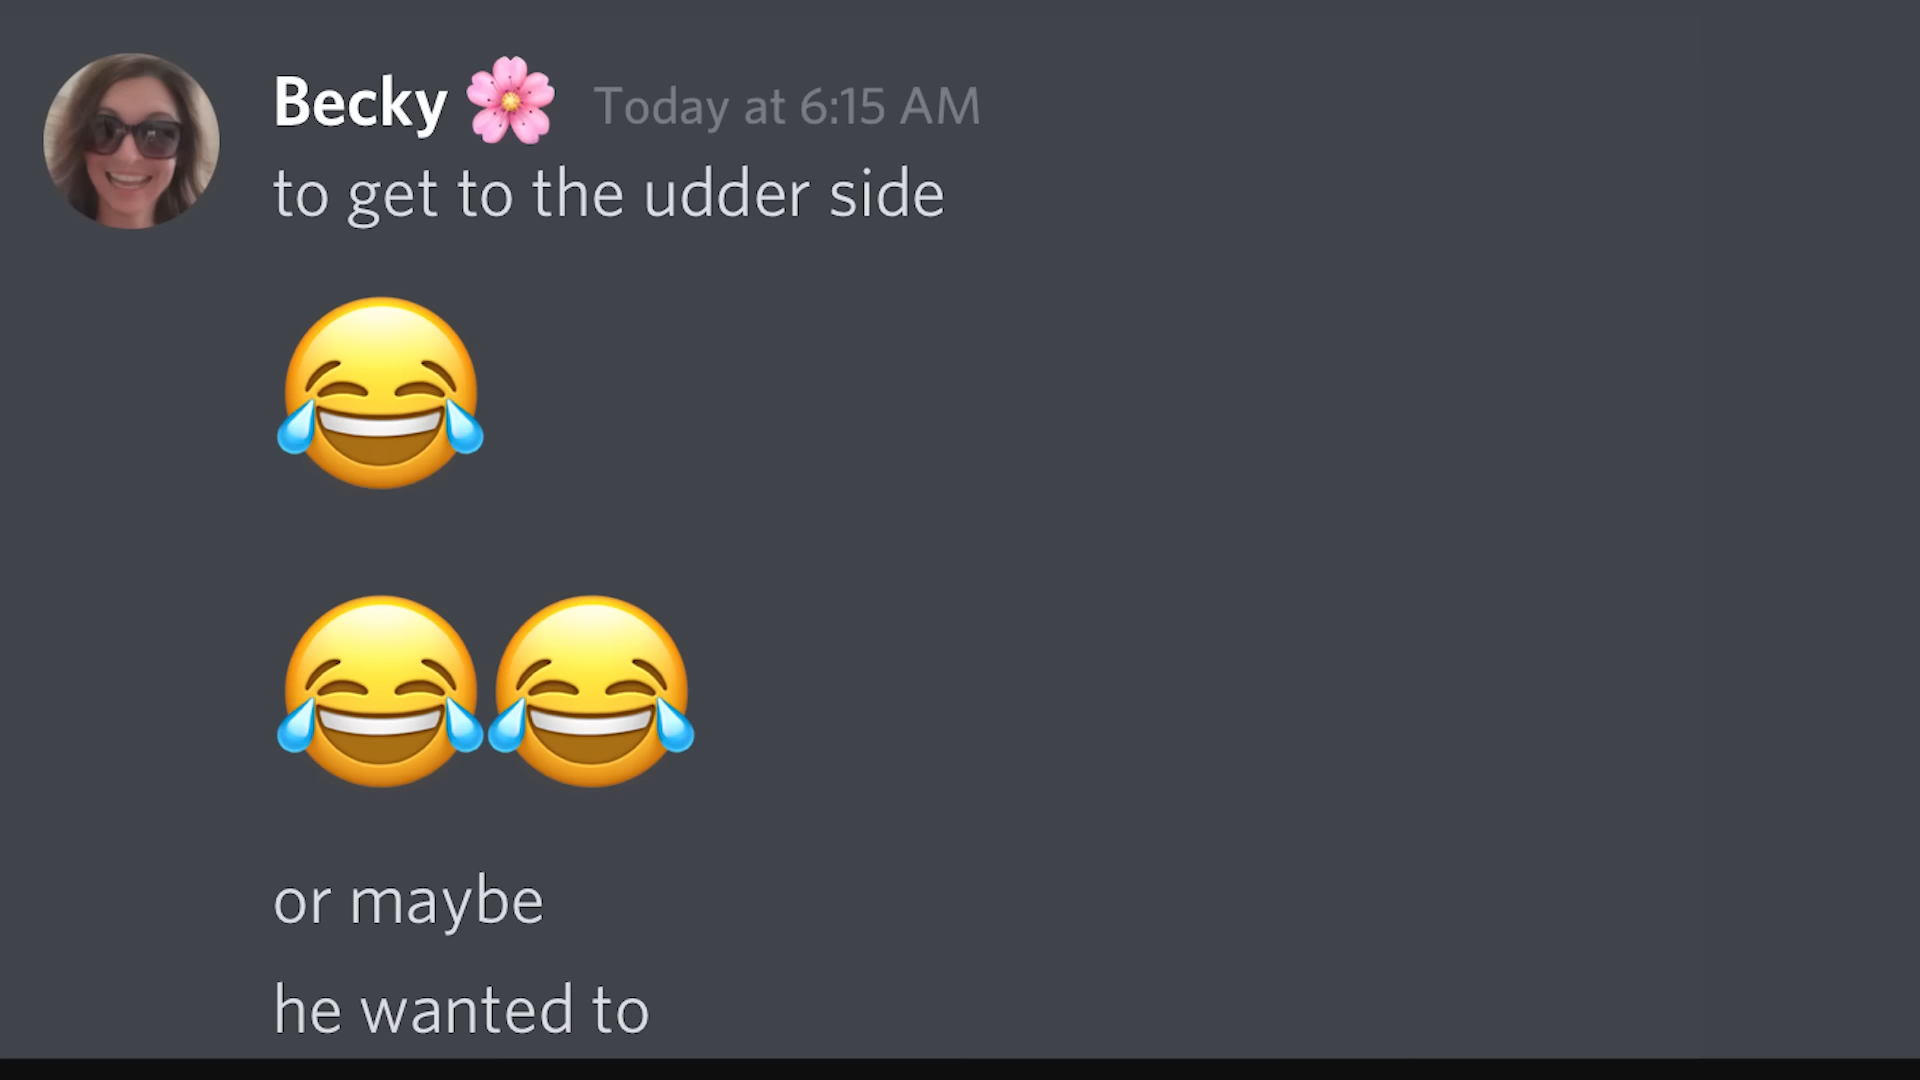 Becky 🌸 Today at 6:15 AM
to get to the udder side
😂
😂😂
or maybe
he wanted to